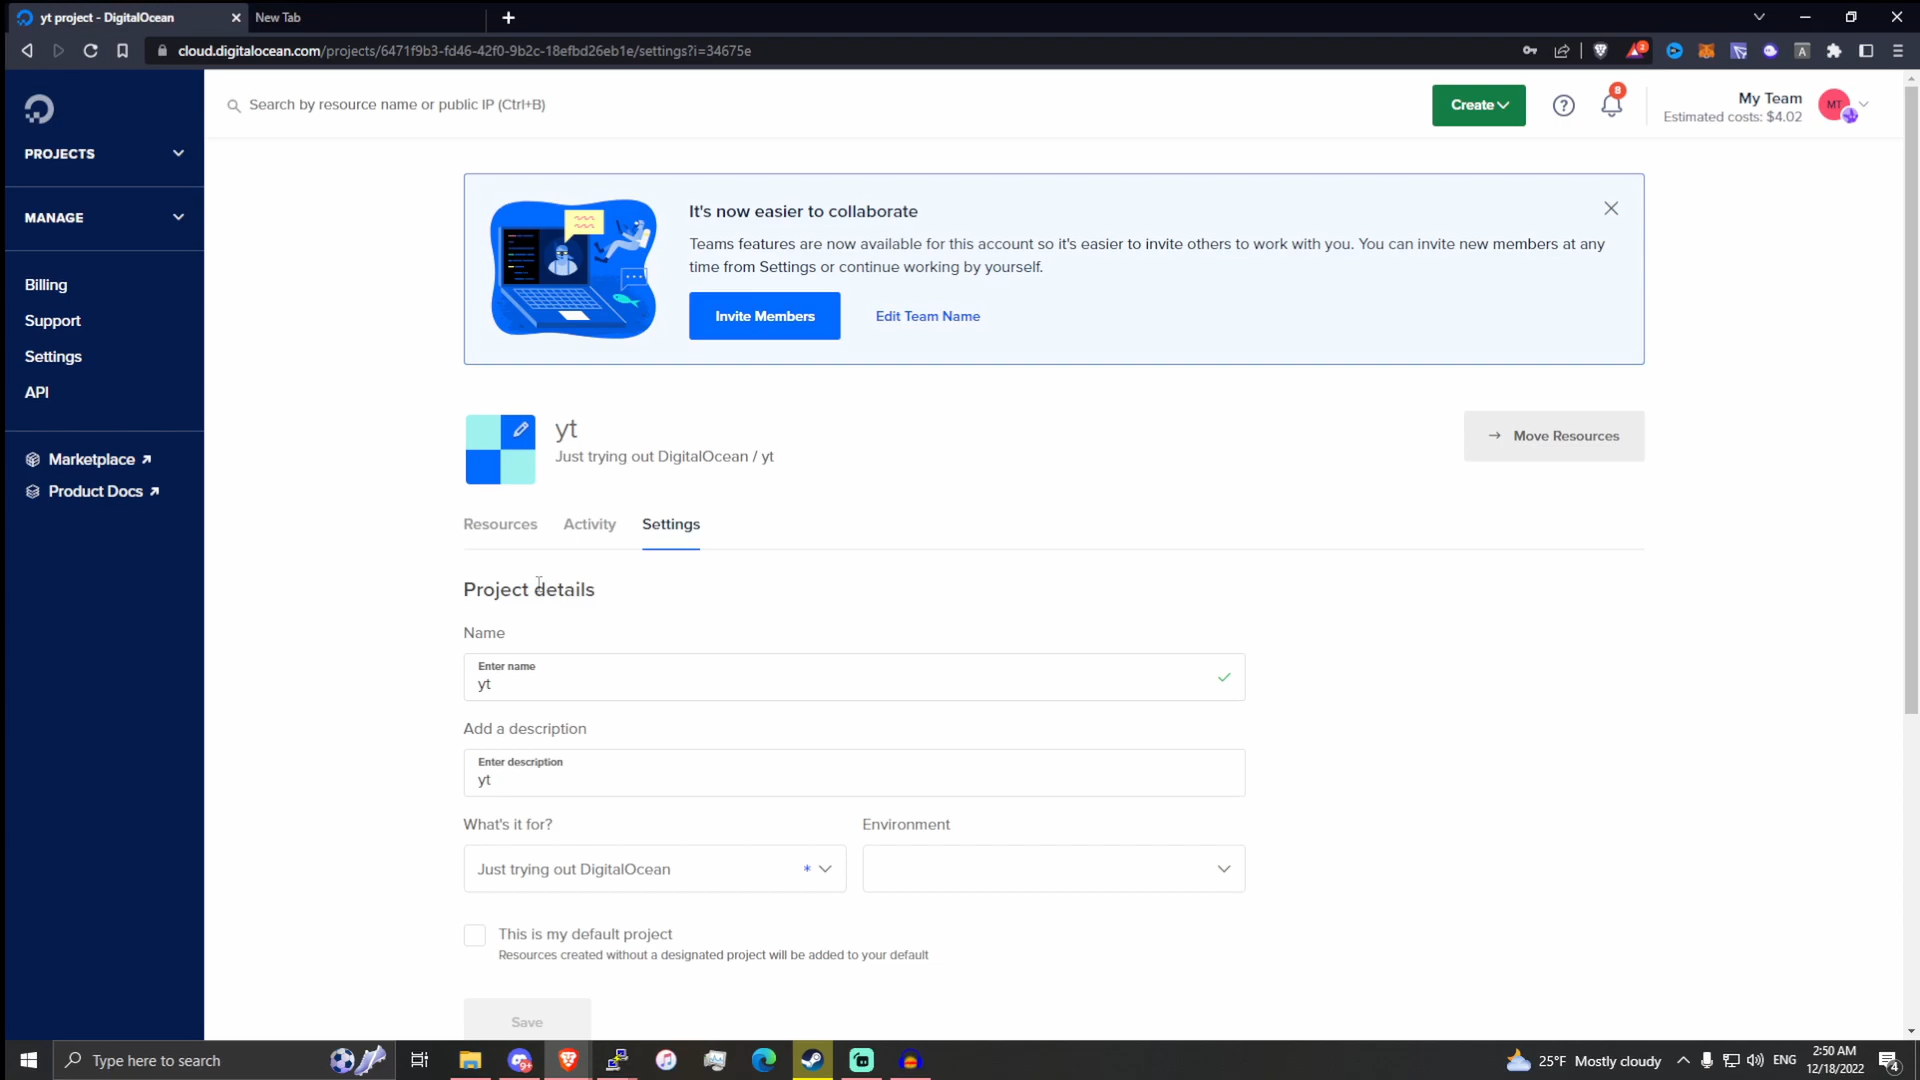 yt project - DigitalOcean
New Tab
cloud.digitalocean.com/projects/6471f9b3-fd46-42f0-9b2c-18efbd26eb1e/settings?i=34675e
Search by resource name or public IP (Ctrl+B)
Create
8
My Team
Estimated costs: $4.02
MT
PROJECTS
MANAGE
Billing
Support
Settings
API
Marketplace
Product Docs
It's now easier to collaborate
Teams features are now available for this account so it's easier to invite others to work with you. You can invite new members at any
time from Settings or continue working by yourself.
Invite Members
Edit Team Name
yt
Just trying out DigitalOcean / yt
Move Resources
Resources
Activity
Settings
Project details
Name
Enter name
yt
Add a description
Enter description
yt
What's it for?
Environment
Just trying out DigitalOcean *
This is my default project
Resources created without a designated project will be added to your default
Save
Type here to search
25°F Mostly cloudy
ENG
2:50 AM
12/18/2022
4